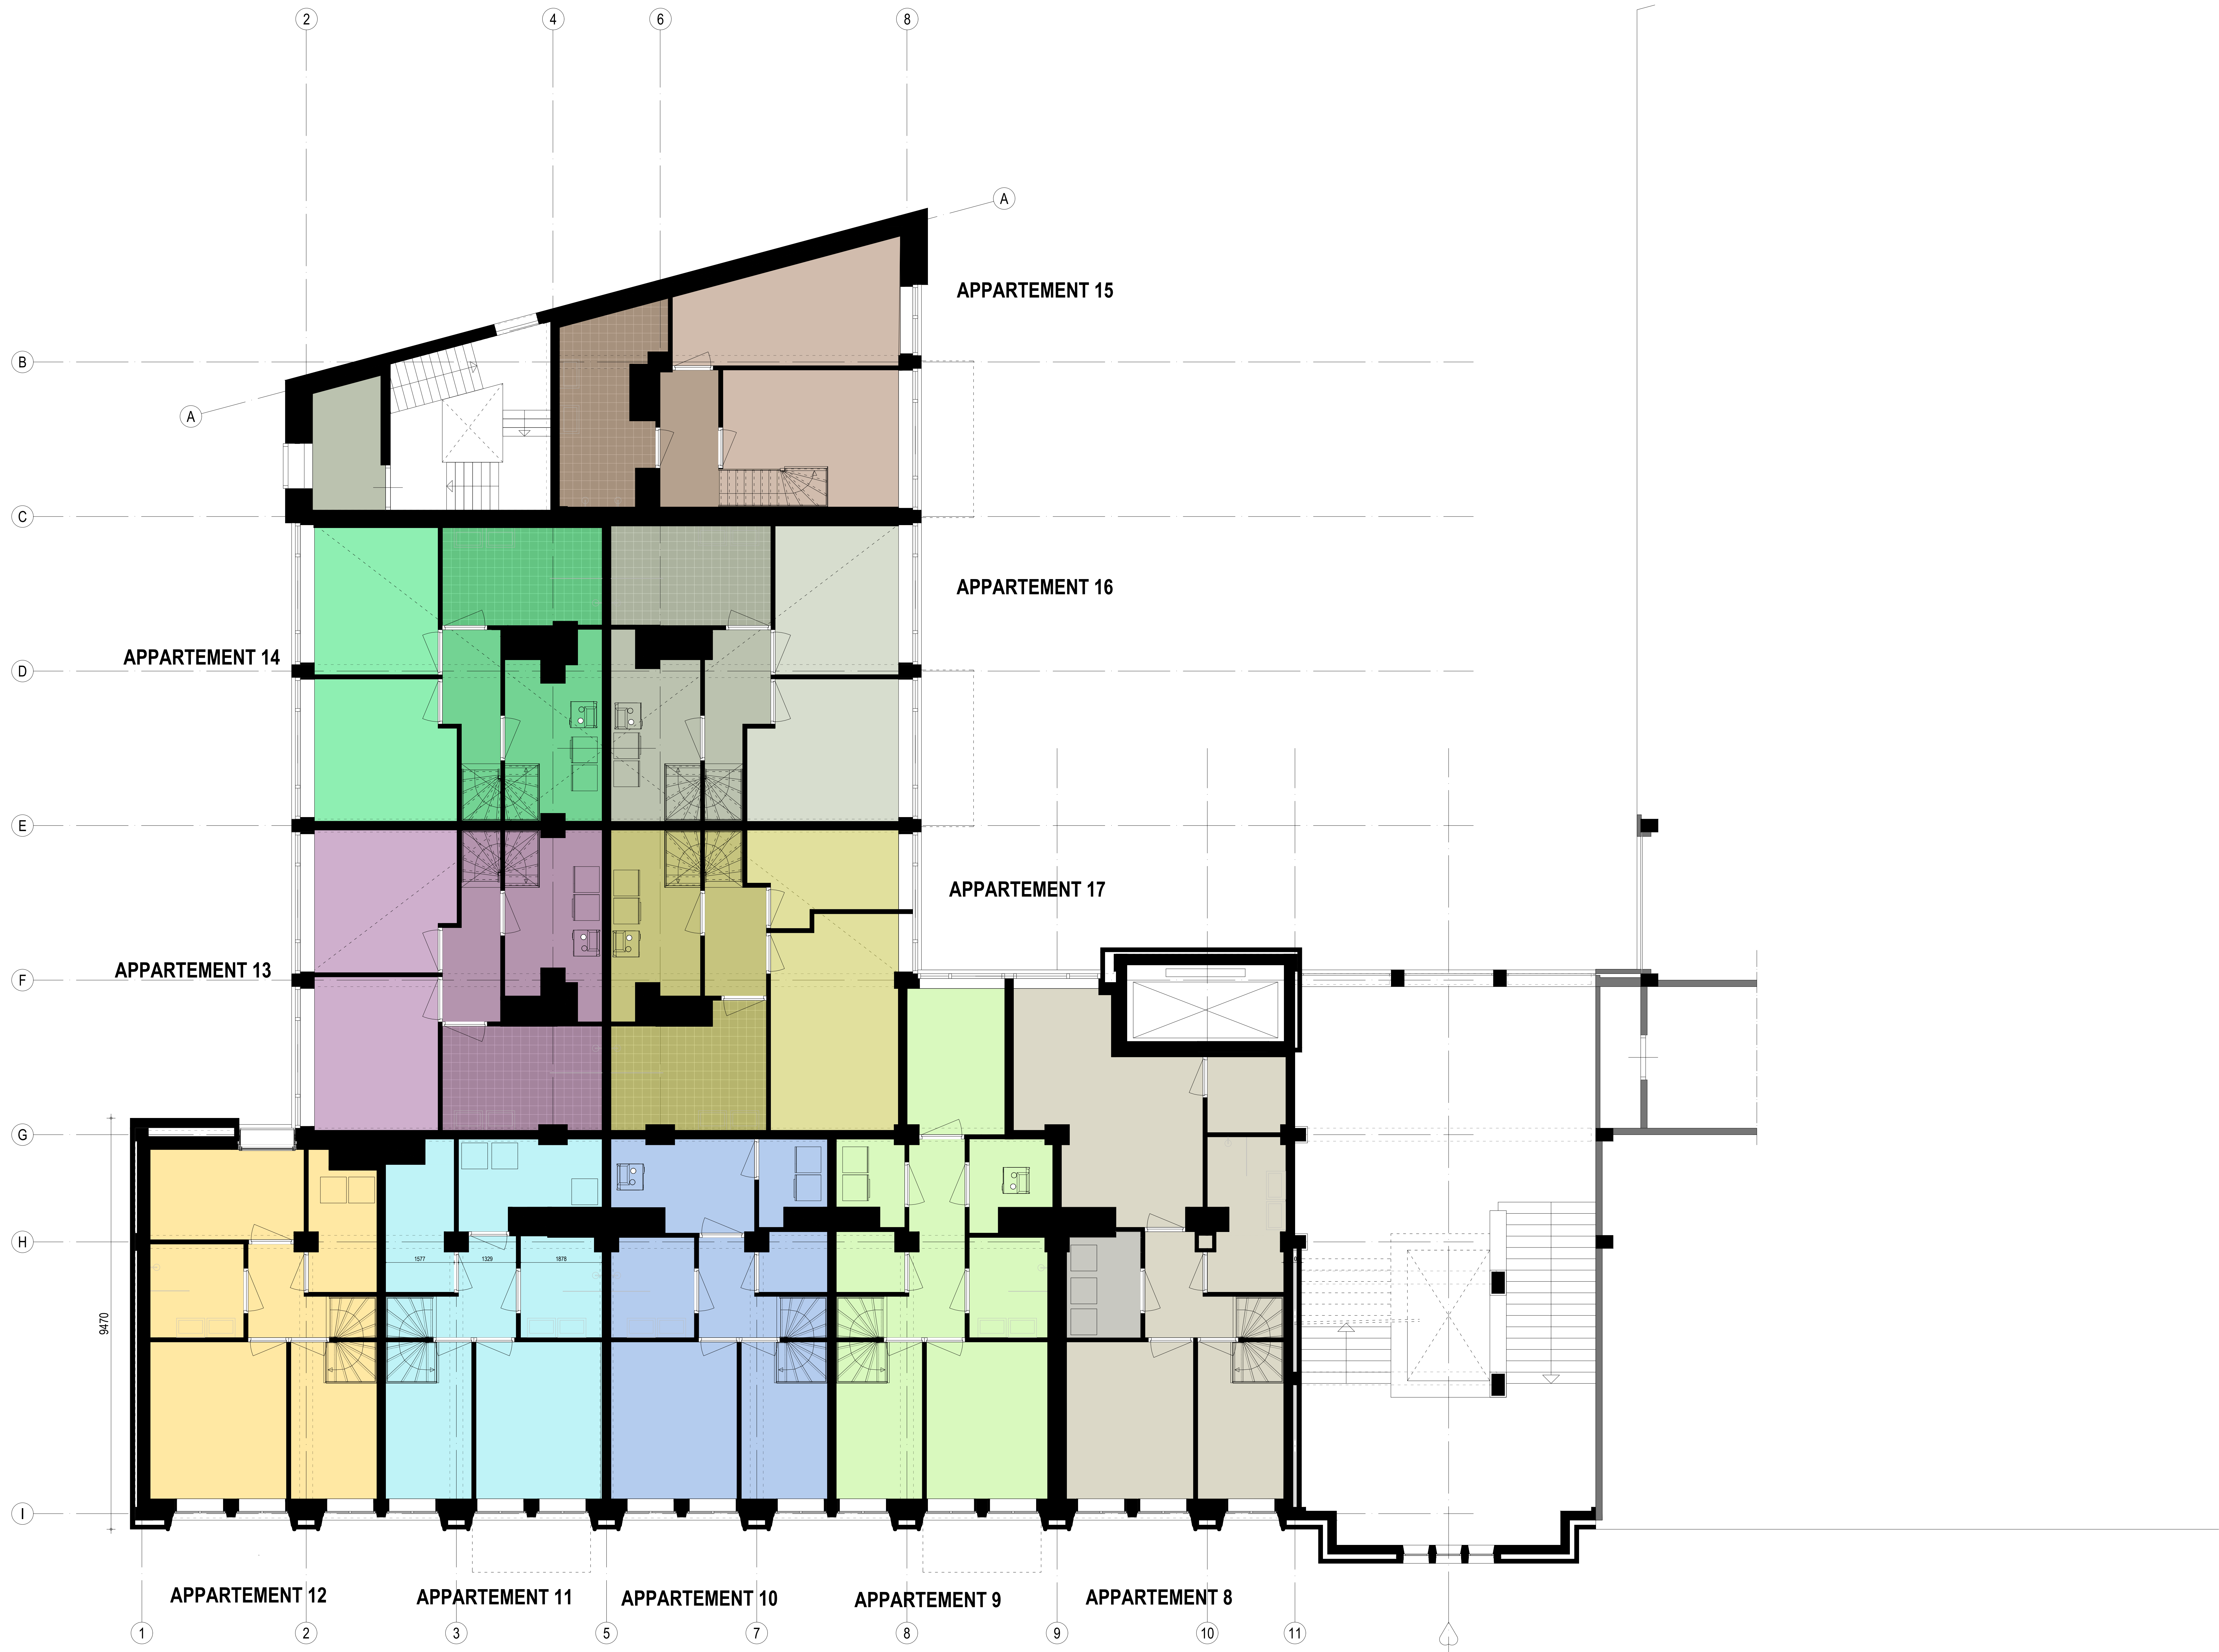 2 4 6 8
A
APPARTEMENT 15
B
A
C
APPARTEMENT 16
APPARTEMENT 14
D
E
APPARTEMENT 17
APPARTEMENT 13
F
G
H
1577 1329 1878
9470
I
APPARTEMENT 12 APPARTEMENT 11 APPARTEMENT 10 APPARTEMENT 9 APPARTEMENT 8
1 2 3 5 7 8 9 10 11